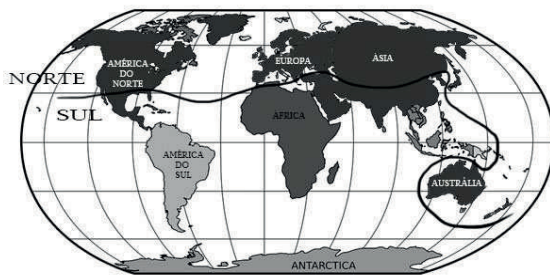 AMÉRICA
DO
NORTE
EUROPA
ÁSIA
NORTE
SUL
ÁFRICA
AMÉRICA
DO
SUL
AUSTRÁLIA
ANTARCTICA